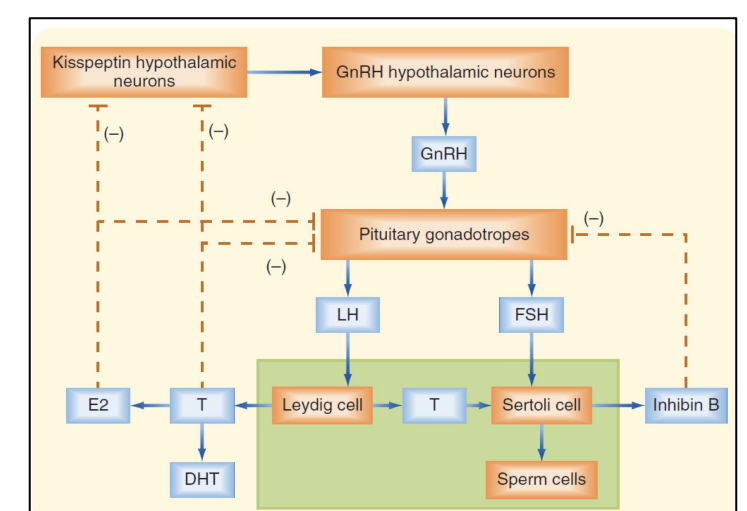 Kisspeptin hypothalamic
neurons
GnRH hypothalamic neurons
(–)
(–)
GnRH
(–)
(–)
Pituitary gonadotropes
(–)
LH
FSH
E2
T
Leydig cell
T
Sertoli cell
Inhibin B
DHT
Sperm cells